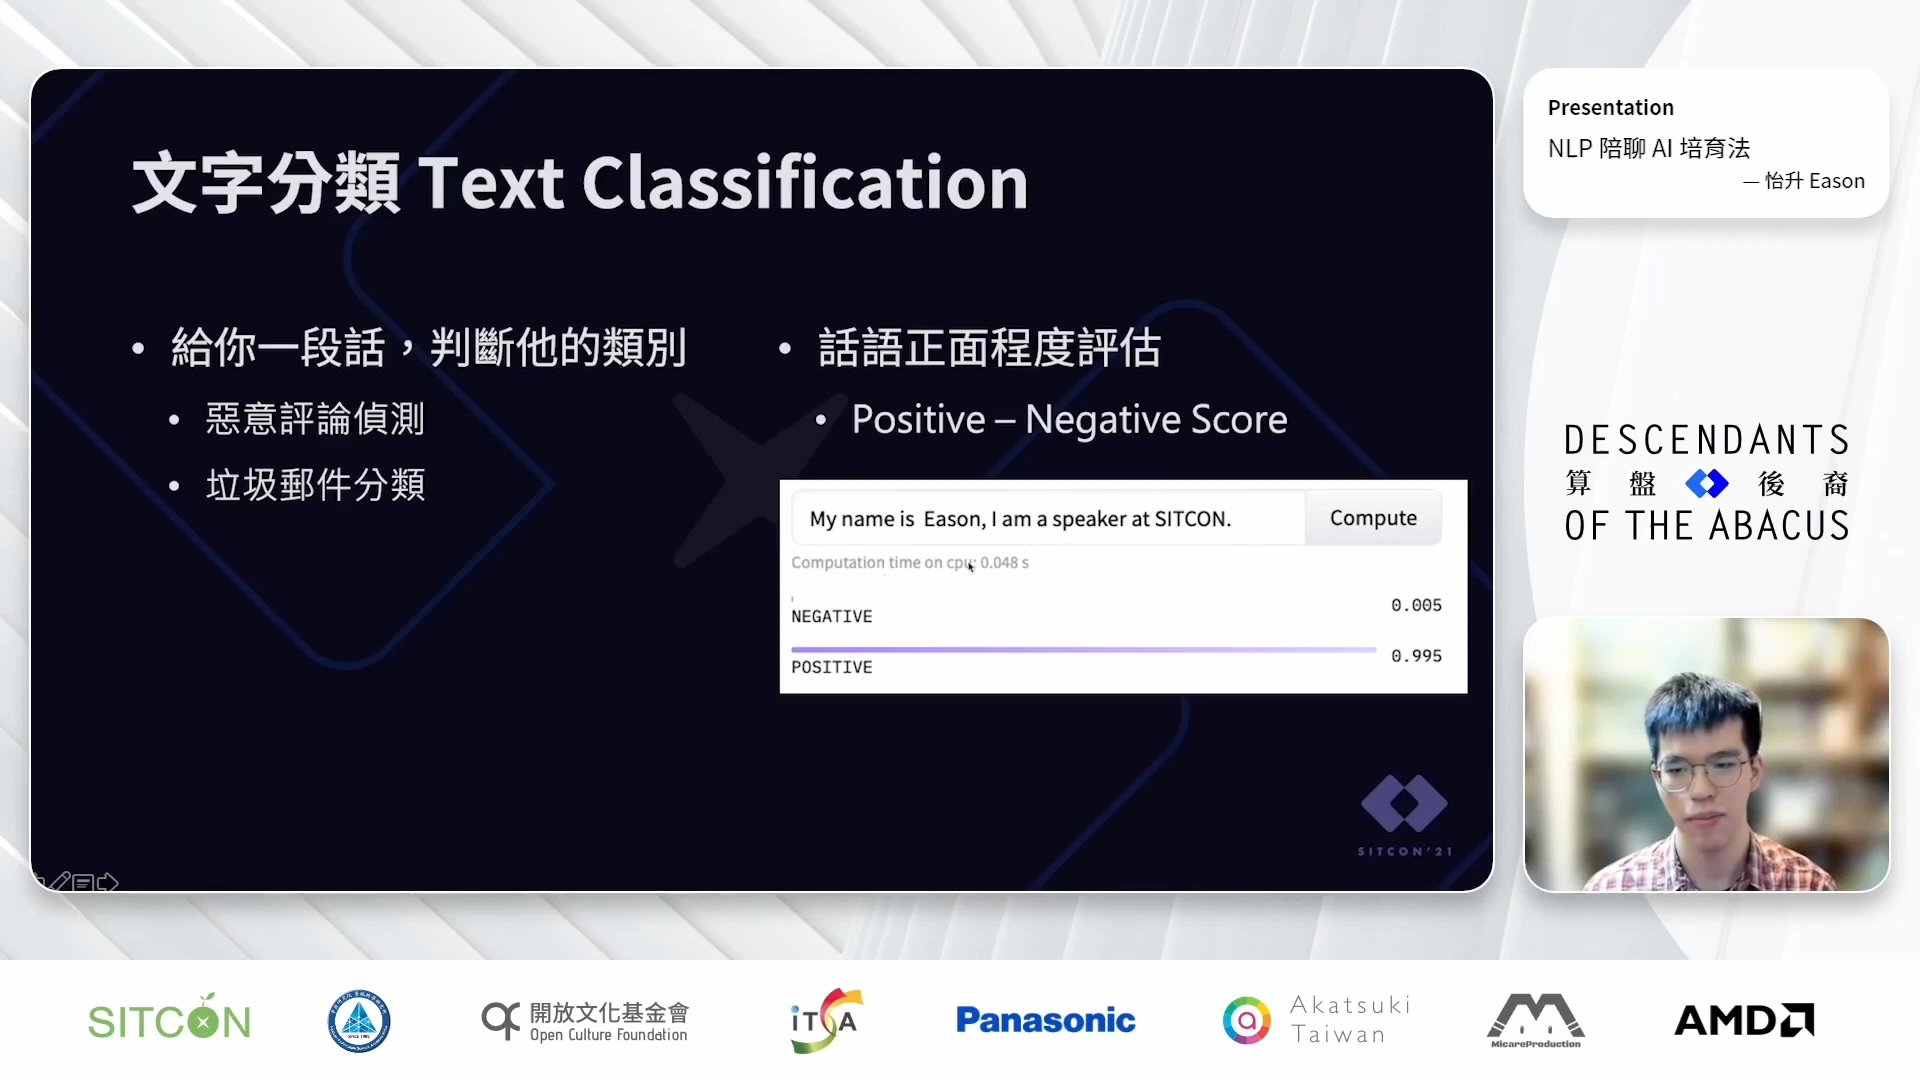 文字分類 Text Classification
• 給你一段話，判斷他的類別
• 惡意評論偵測
• 垃圾郵件分類
• 話語正面程度評估
• Positive – Negative Score
My name is Eason, I am a speaker at SITCON.
Compute
Computation time on cpu: 0.048 s
NEGATIVE 0.005
POSITIVE 0.995
SITCON'21
Presentation
NLP 陪聊 AI 培育法
— 怡升 Eason
DESCENDANTS
算盤後裔
OF THE ABACUS
SITCON
開放文化基金會
Open Culture Foundation
iTSA
Panasonic
Akatsuki
Taiwan
MicareProduction
AMD